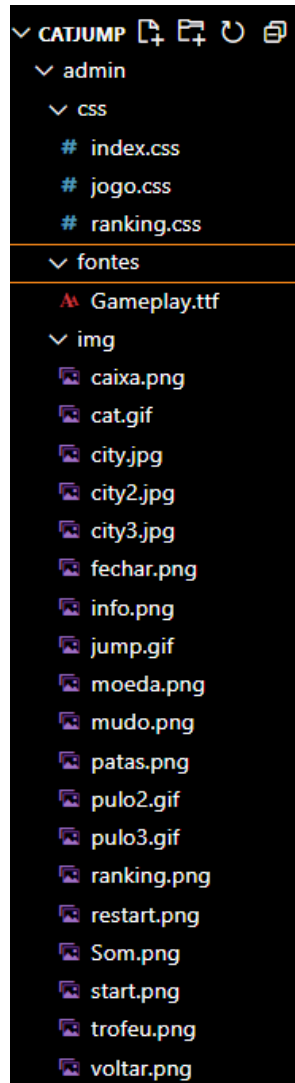 CATJUMP
admin
css
# index.css
# jogo.css
# ranking.css
fontes
Gameplay.ttf
img
caixa.png
cat.gif
city.jpg
city2.jpg
city3.jpg
fechar.png
info.png
jump.gif
moeda.png
mudo.png
patas.png
pulo2.gif
pulo3.gif
ranking.png
restart.png
Som.png
start.png
trofeu.png
voltar.png